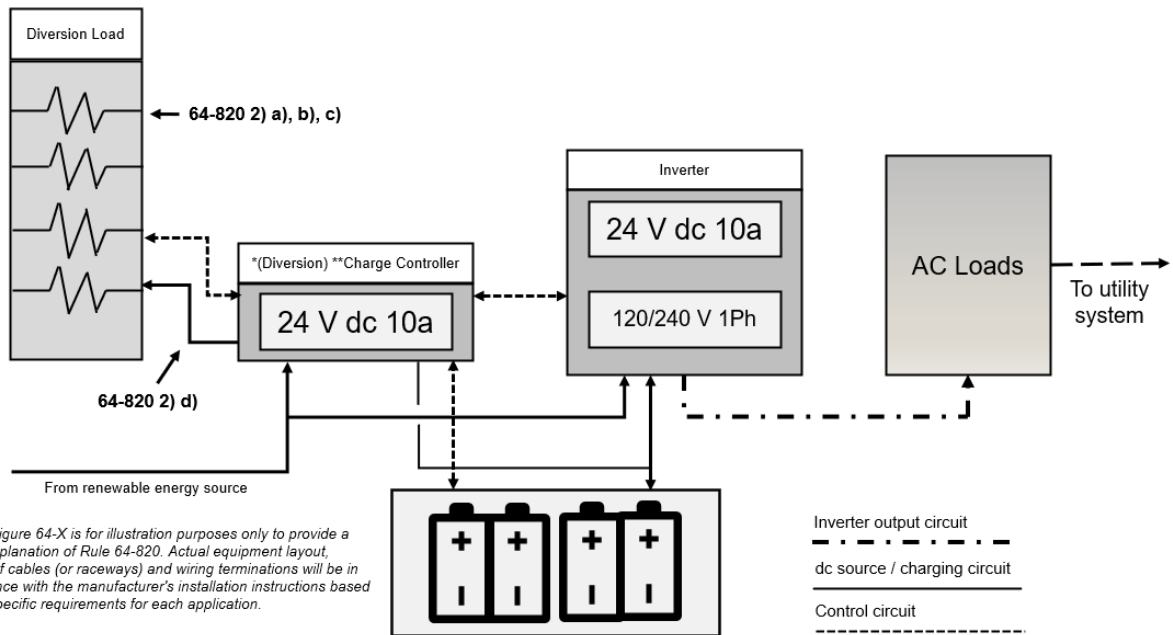 Diversion Load
64-820 2) a), b), c)
*(Diversion) **Charge Controller
24 V dc 10a
64-820 2) d)
From renewable energy source
Inverter
24 V dc 10a
120/240 V 1Ph
AC Loads
To utility
system
+ + + +
igure 64-X is for illustration purposes only to provide a
planation of Rule 64-820. Actual equipment layout,
f cables (or raceways) and wiring terminations will be in
nce with the manufacturer's installation instructions based
pecific requirements for each application.
Inverter output circuit
dc source / charging circuit
Control circuit